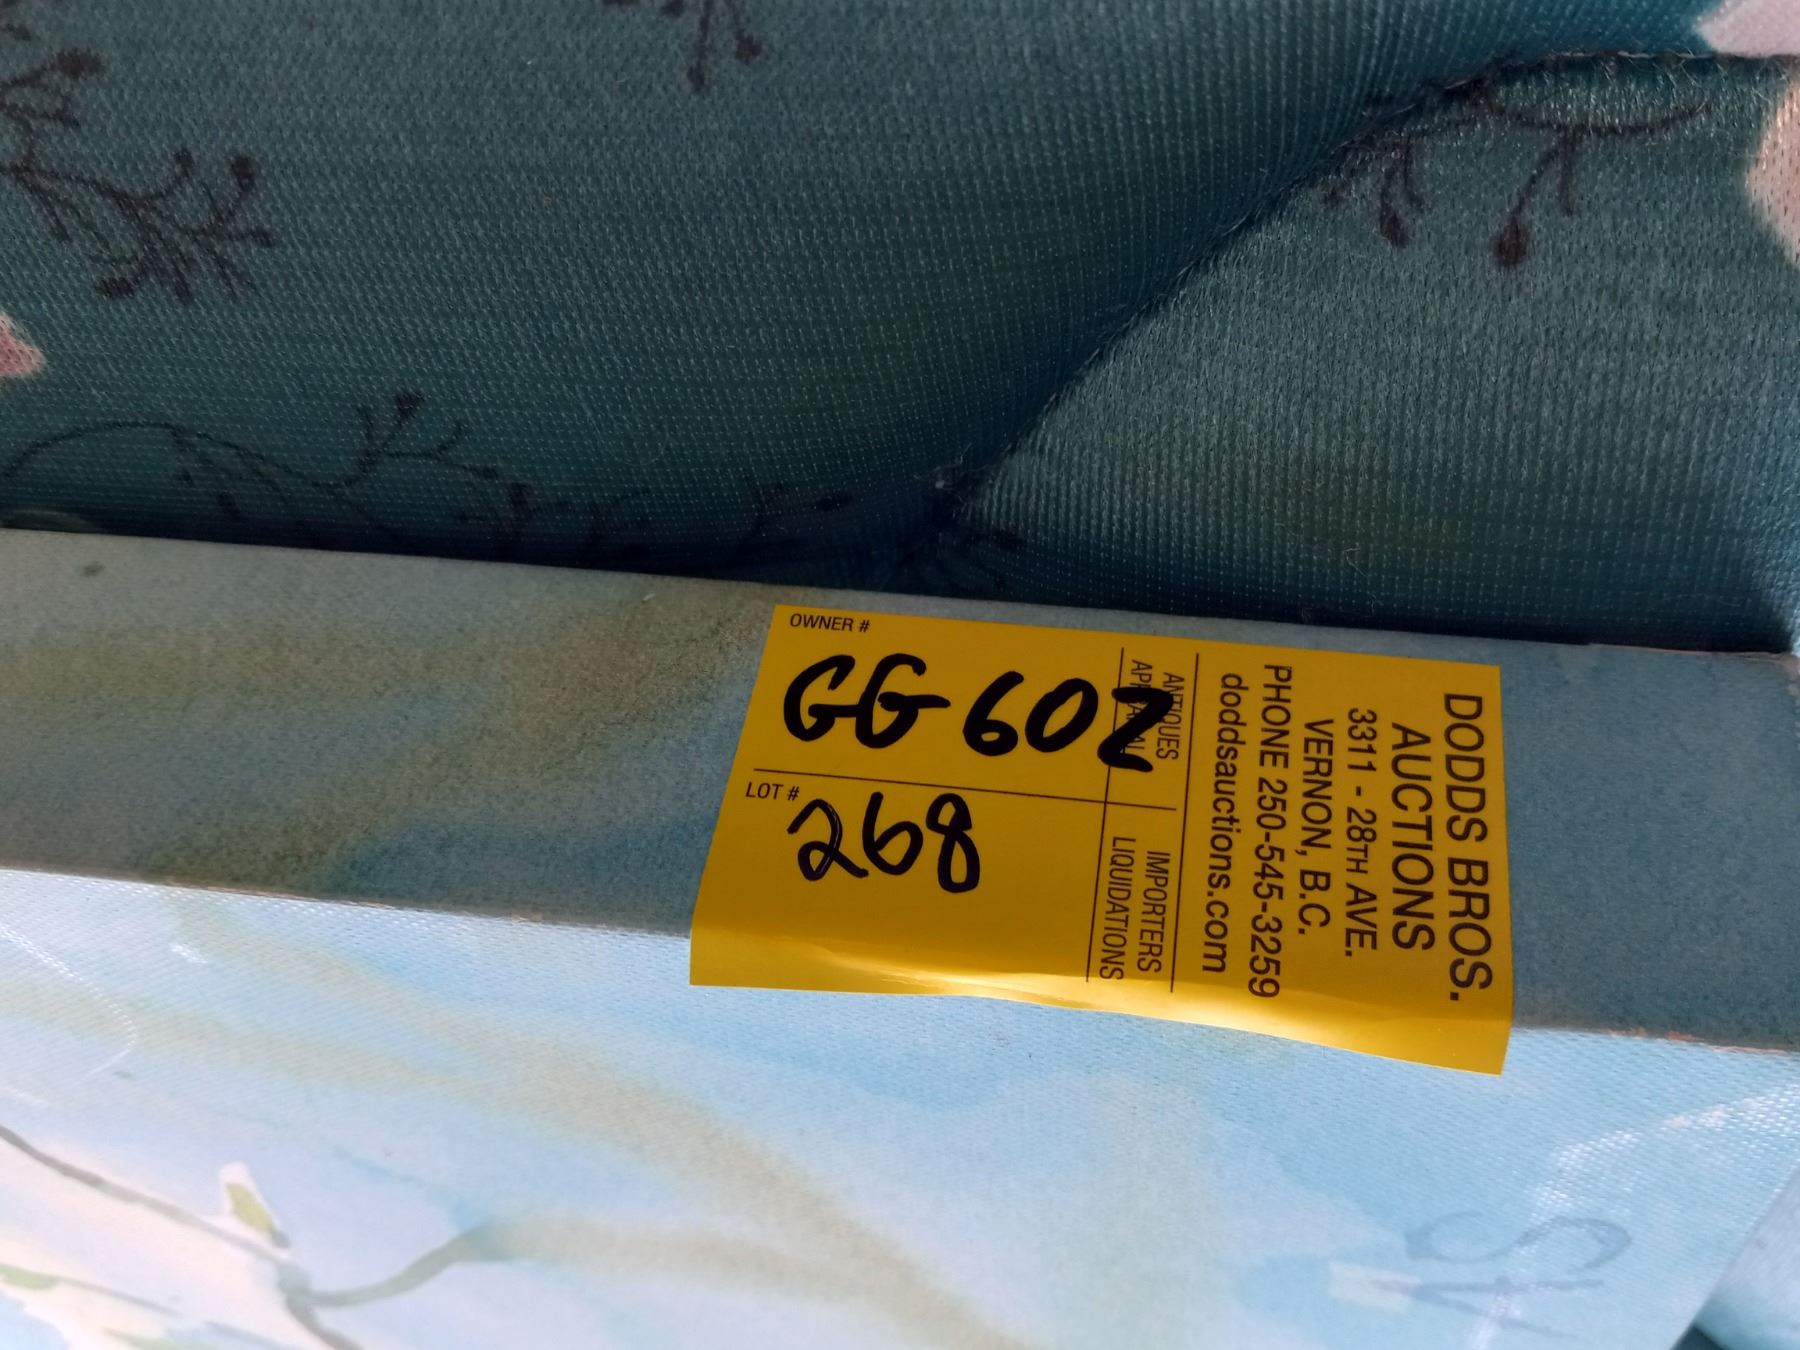 OWNER #
GG 602
LOT #
268
ANTIQUES
APPRAISAL
IMPORTERS
LIQUIDATIONS
DODDS BROS.
AUCTIONS
3311 - 28TH AVE.
VERNON, B.C.
PHONE 250-545-3259
doddsauctions.com